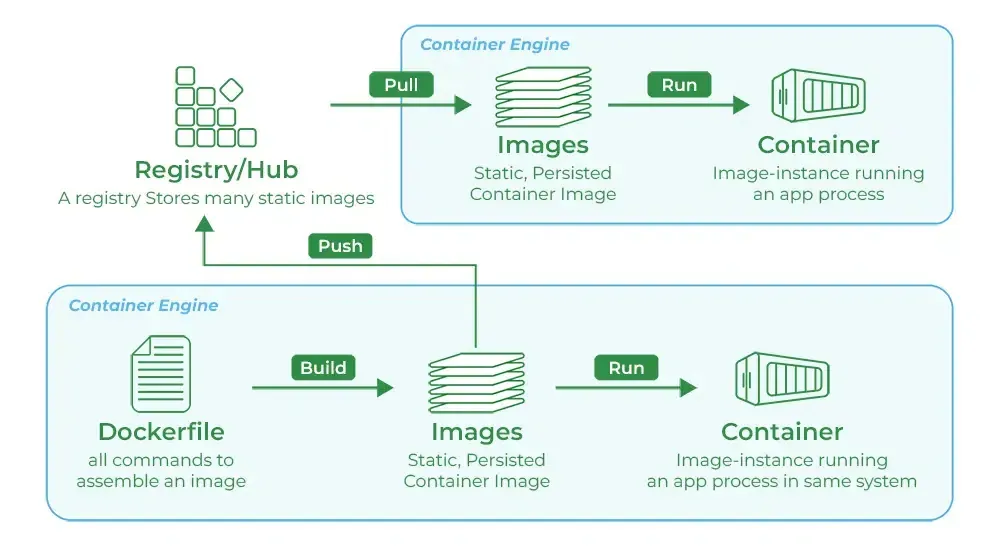 Container Engine
Pull
Run
Images
Static, Persisted
Container Image
Container
Image-instance running
an app process
Registry/Hub
A registry Stores many static images
Push
Container Engine
Build
Run
Dockerfile
all commands to
assemble an image
Images
Static, Persisted
Container Image
Container
Image-instance running
an app process in same system